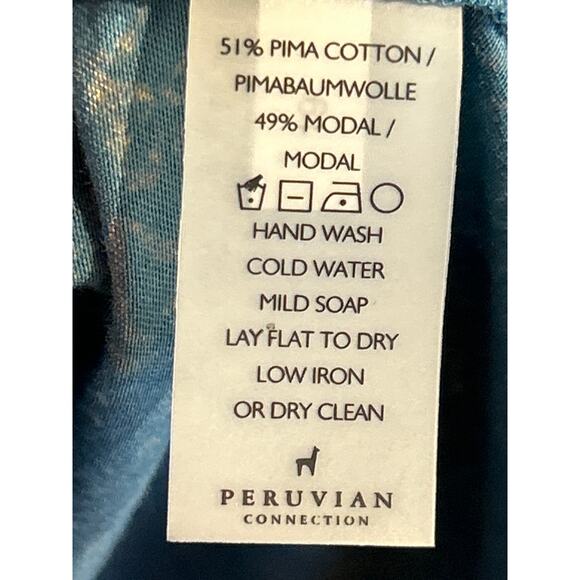 51% PIMA COTTON /
PIMABAUMWOLLE
49% MODAL /
MODAL
HAND WASH
COLD WATER
MILD SOAP
LAY FLAT TO DRY
LOW IRON
OR DRY CLEAN
PERUVIAN
CONNECTION